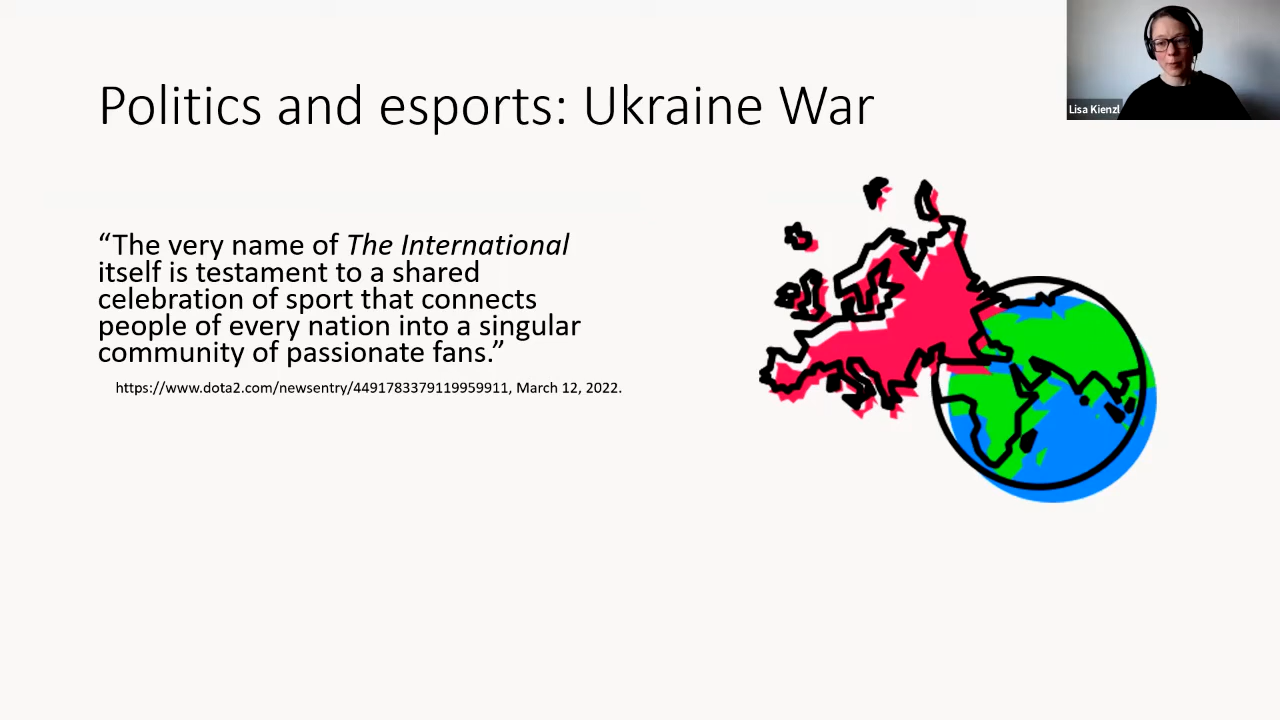 Politics and esports: Ukraine War
Lisa Kienzl
“The very name of The International
itself is testament to a shared
celebration of sport that connects
people of every nation into a singular
community of passionate fans.”
https://www.dota2.com/newsentry/4491783379119959911, March 12, 2022.